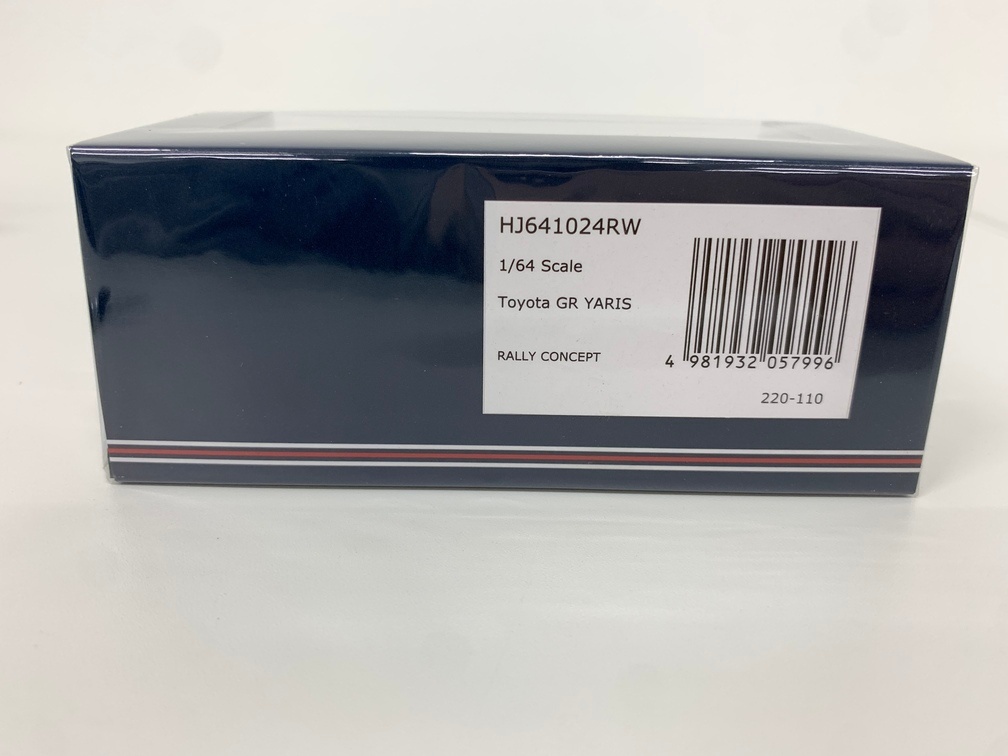 HJ641024RW
1/64 Scale
Toyota GR YARIS
RALLY CONCEPT
4 981932 057996
220-110